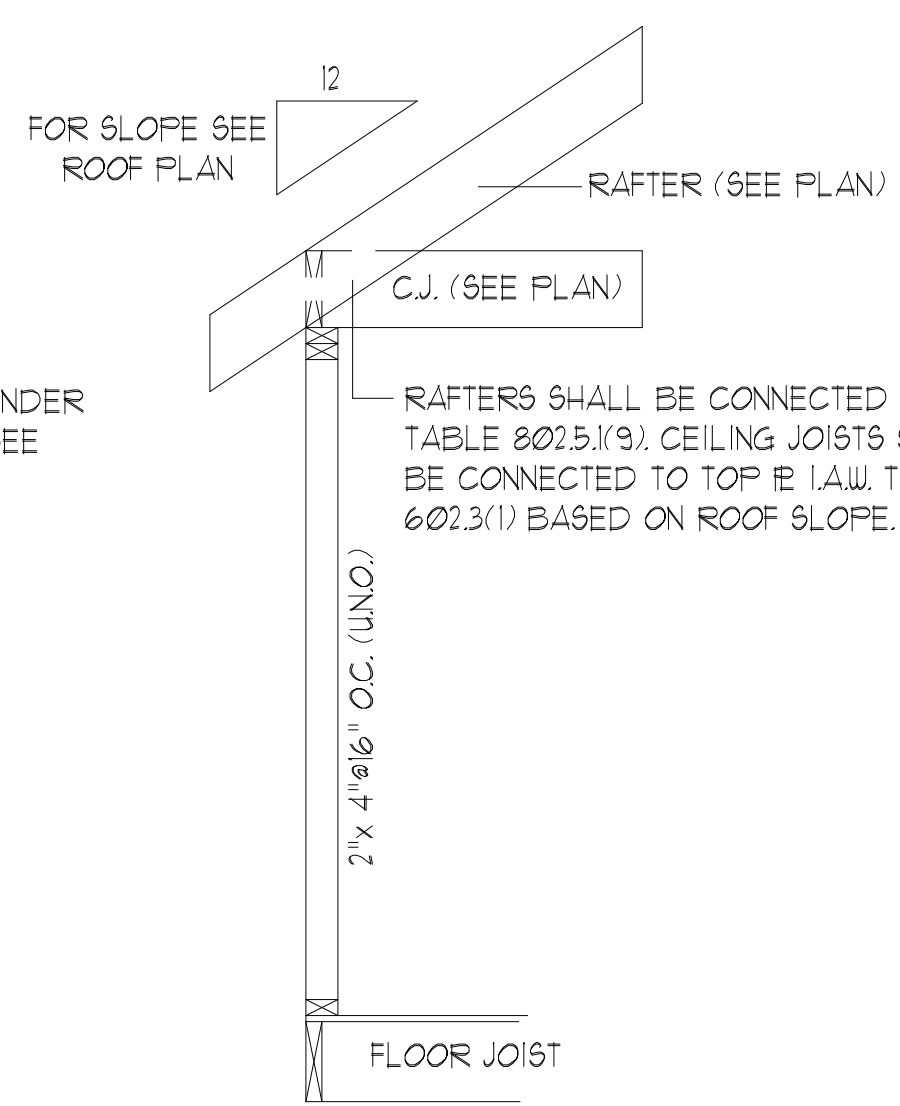 12
FOR SLOPE SEE
ROOF PLAN
RAFTER (SEE PLAN)
C.J. (SEE PLAN)
NDER
EE
RAFTERS SHALL BE CONNECTED
TABLE 802.5.1(9). CEILING JOISTS
BE CONNECTED TO TOP PL I.A.W. T
602.3(1) BASED ON ROOF SLOPE.
2"x 4"@16" O.C. (U.N.O.)
FLOOR JOIST